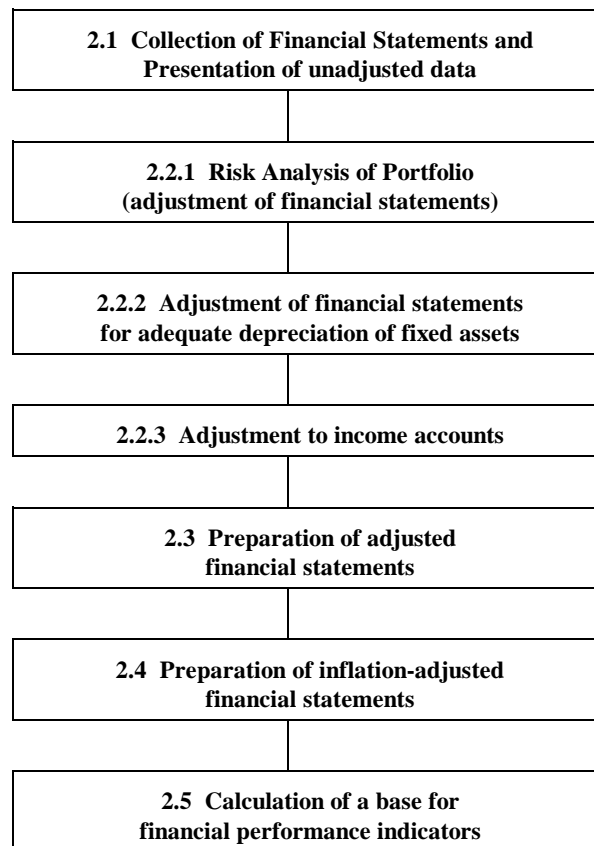 2.1 Collection of Financial Statements and
Presentation of unadjusted data
2.2.1 Risk Analysis of Portfolio
(adjustment of financial statements)
2.2.2 Adjustment of financial statements
for adequate depreciation of fixed assets
2.2.3 Adjustment to income accounts
2.3 Preparation of adjusted
financial statements
2.4 Preparation of inflation-adjusted
financial statements
2.5 Calculation of a base for
financial performance indicators